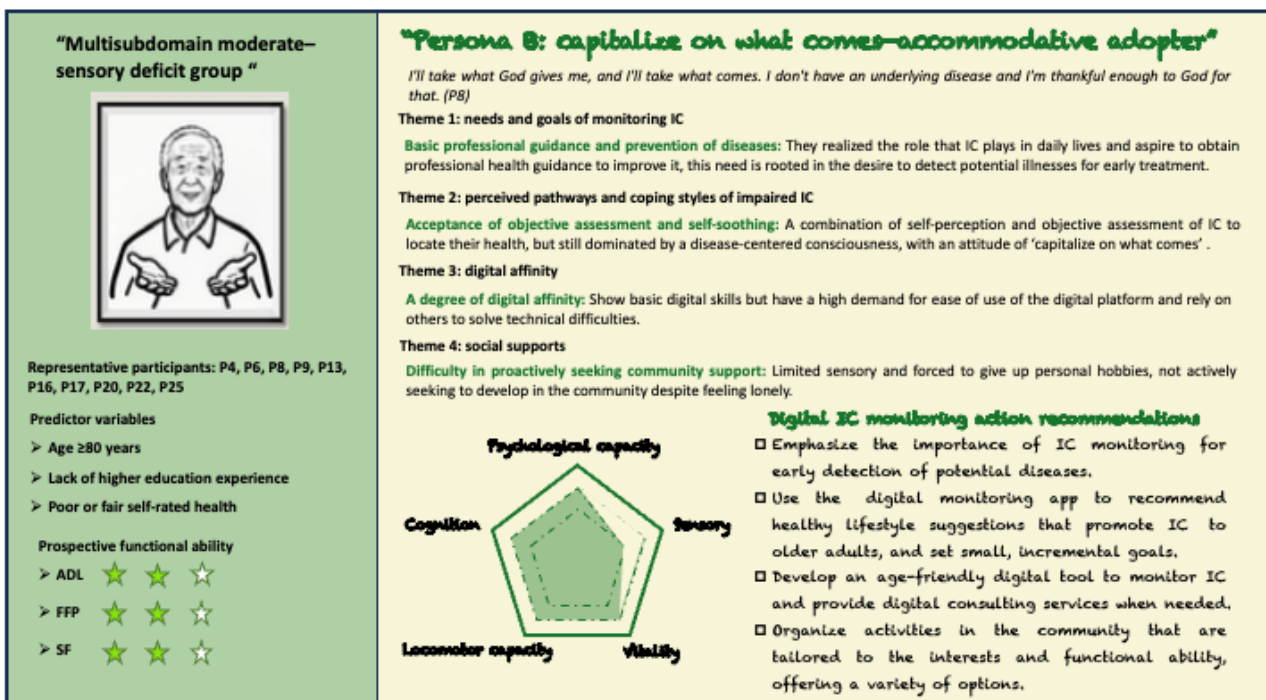 “Multisubdomain moderate–
sensory deficit group “
Representative participants: P4, P6, P8, P9, P13,
P16, P17, P20, P22, P25
Predictor variables
➢ Age ≥80 years
➢ Lack of higher education experience
➢ Poor or fair self-rated health
Prospective functional ability
➢ ADL
➢ FFP
➢ SF
“Persona B: capitalize on what comes–accommodative adopter”
I'll take what God gives me, and I'll take what comes. I don't have an underlying disease and I'm thankful enough to God for
that. (P8)
Theme 1: needs and goals of monitoring IC
Basic professional guidance and prevention of diseases: They realized the role that IC plays in daily lives and aspire to obtain
professional health guidance to improve it, this need is rooted in the desire to detect potential illnesses for early treatment.
Theme 2: perceived pathways and coping styles of impaired IC
Acceptance of objective assessment and self-soothing: A combination of self-perception and objective assessment of IC to
locate their health, but still dominated by a disease-centered consciousness, with an attitude of ‘capitalize on what comes’ .
Theme 3: digital affinity
A degree of digital affinity: Show basic digital skills but have a high demand for ease of use of the digital platform and rely on
others to solve technical difficulties.
Theme 4: social supports
Difficulty in proactively seeking community support: Limited sensory and forced to give up personal hobbies, not actively
seeking to develop in the community despite feeling lonely.
Psychological capacity
Cognition
Sensory
Locomotor capacity
Vitality
Digital IC monitoring action recommendations
☐ Emphasize the importance of IC monitoring for
early detection of potential diseases.
☐ Use the digital monitoring app to recommend
healthy lifestyle suggestions that promote IC to
older adults, and set small, incremental goals.
☐ Develop an age-friendly digital tool to monitor IC
and provide digital consulting services when needed.
☐ Organize activities in the community that are
tailored to the interests and functional ability,
offering a variety of options.